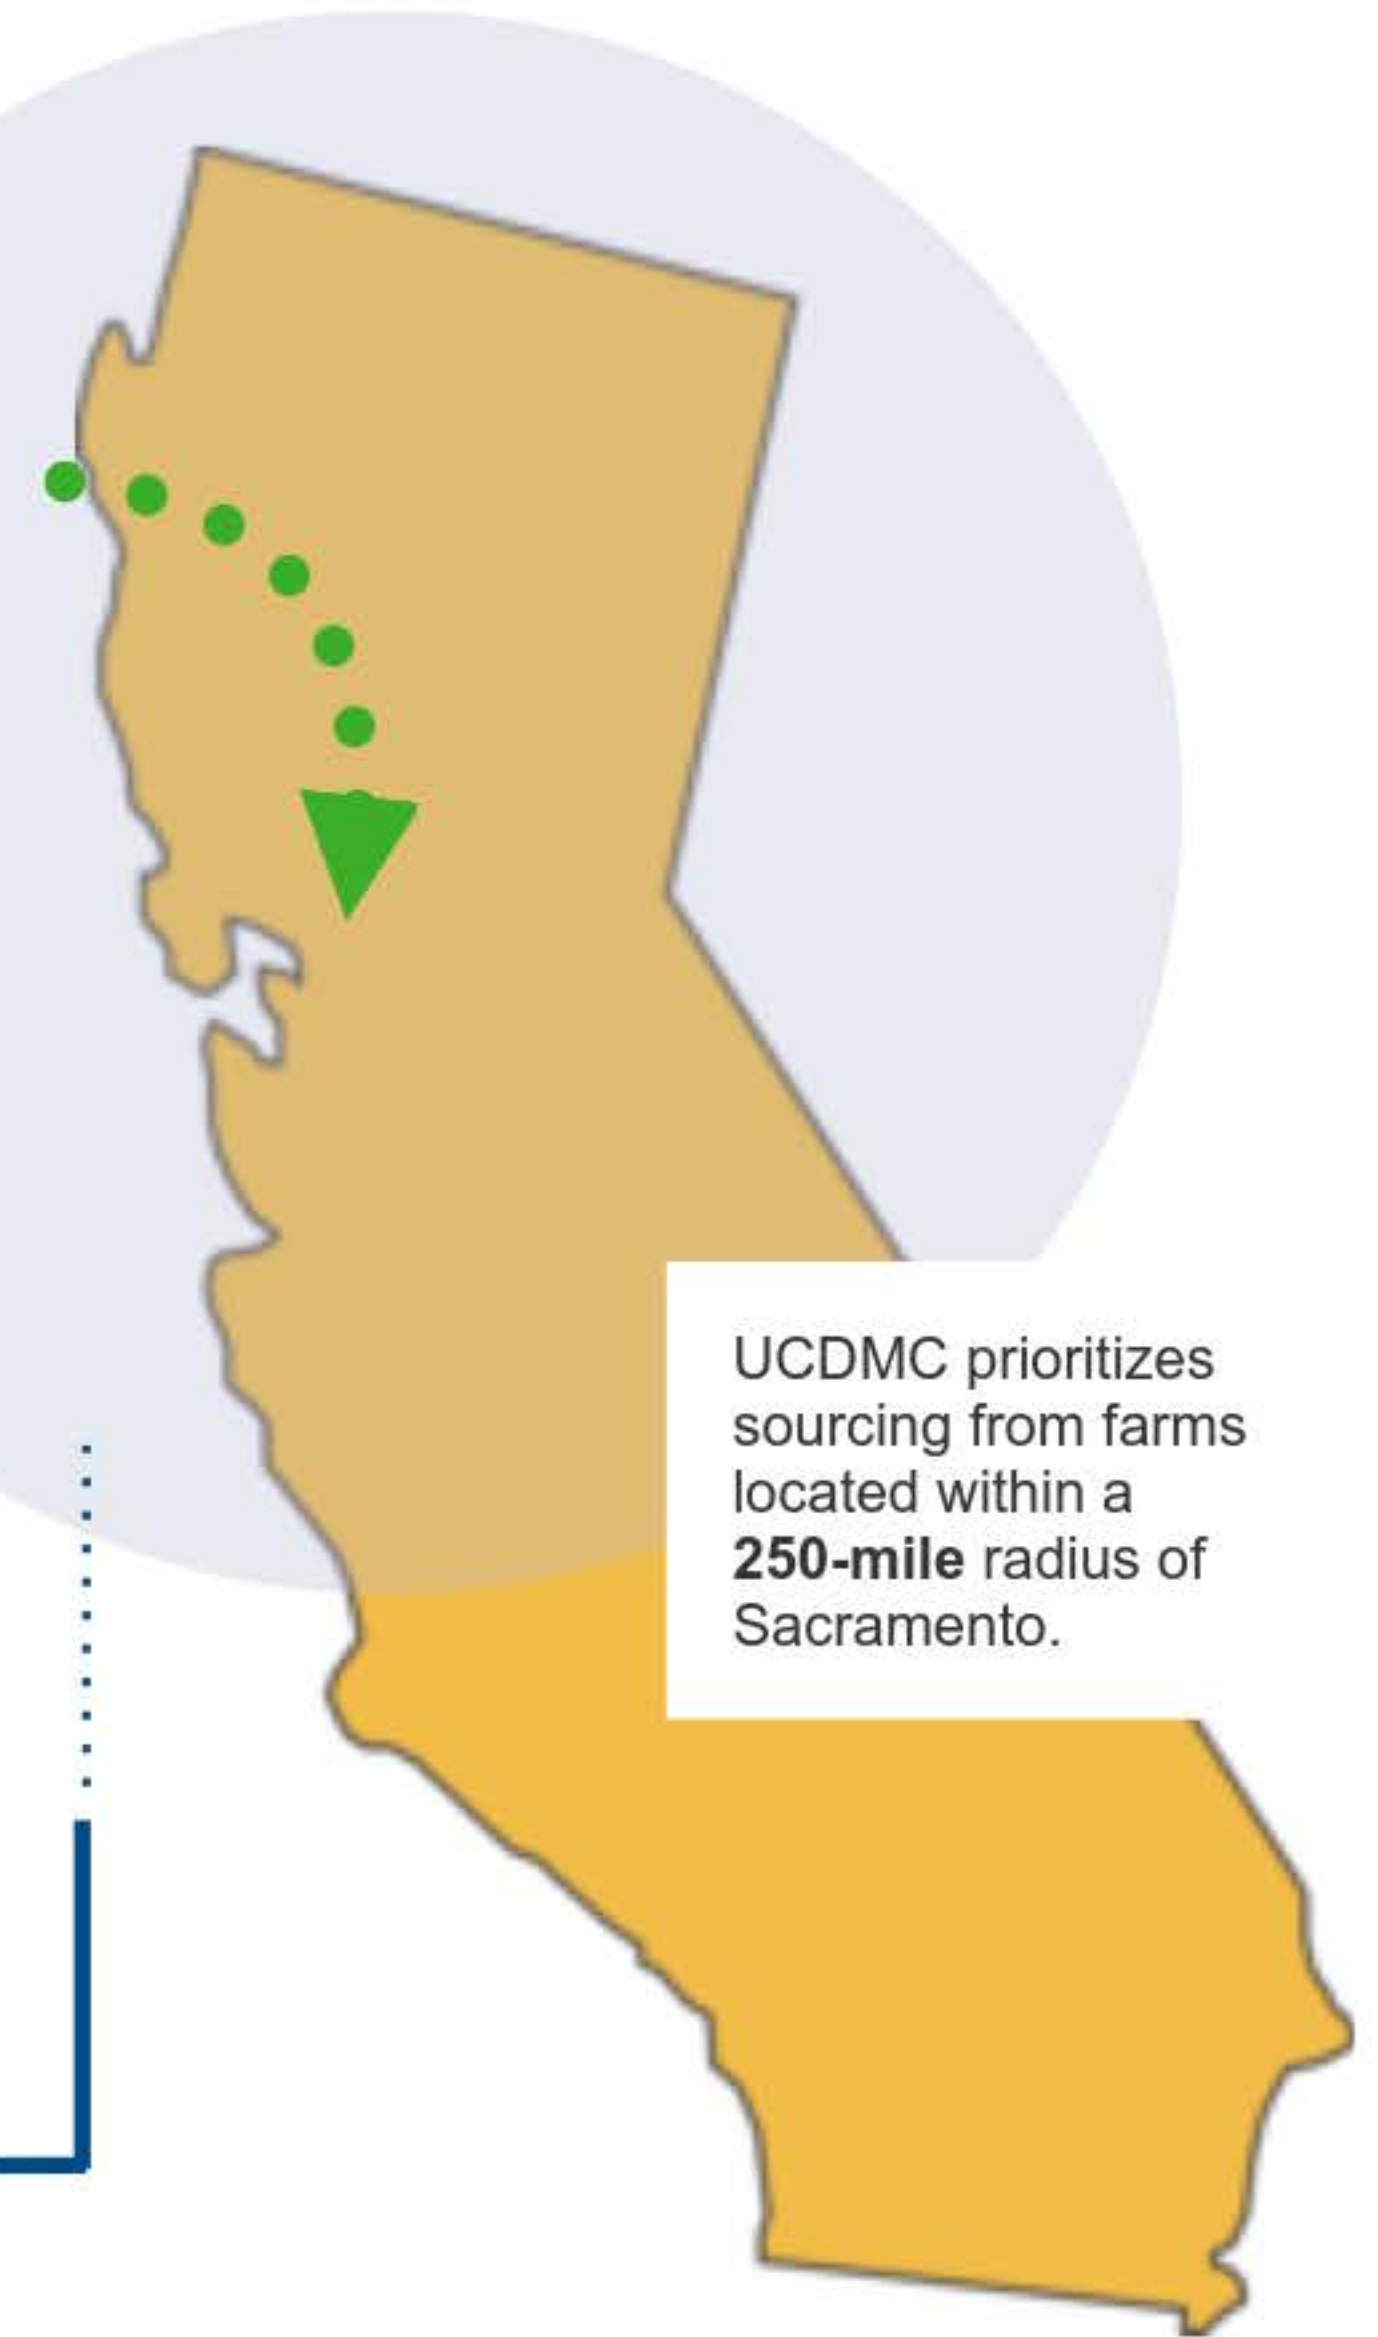 UCDMC prioritizes
sourcing from farms
located within a
250-mile radius of
Sacramento.